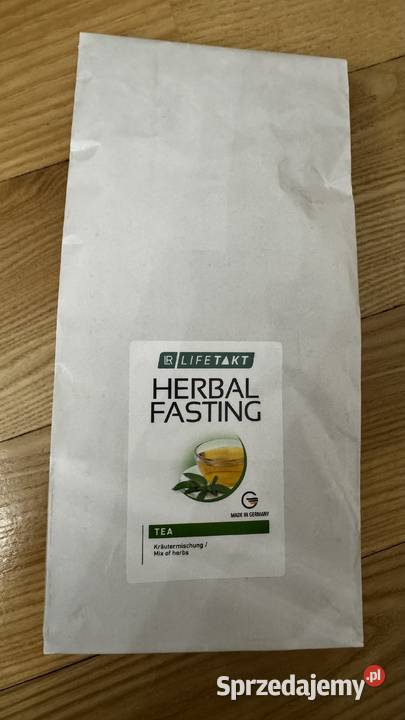 LR LIFETAKT
HERBAL
FASTING
G
MADE IN GERMANY
TEA
Kräutermischung /
Mix of herbs
Sprzedajemy.pl